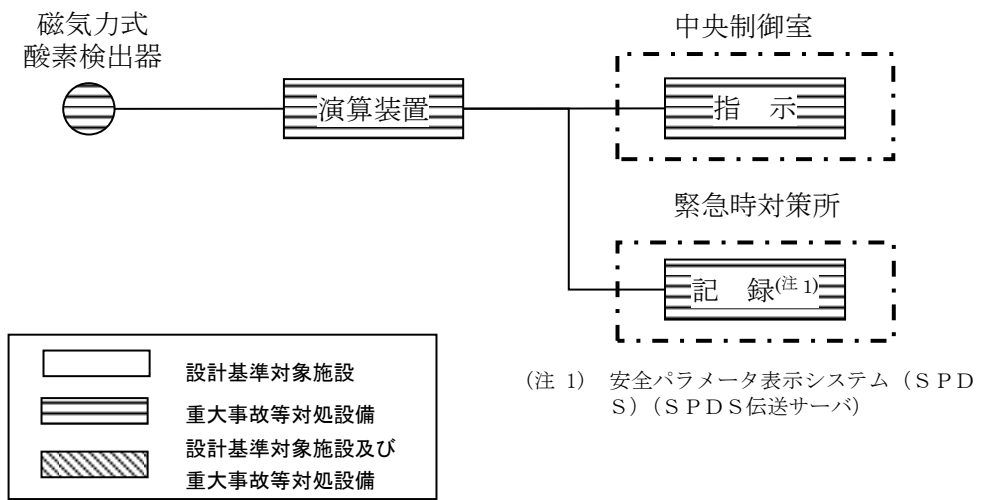 磁気力式
酸素検出器
演算装置
中央制御室
指　示
緊急時対策所
記　録(注 1)
設計基準対象施設
重大事故等対処設備
設計基準対象施設及び
重大事故等対処設備
(注 1)　安全パラメータ表示システム（ＳＰＤ
Ｓ）（ＳＰＤＳ伝送サーバ）